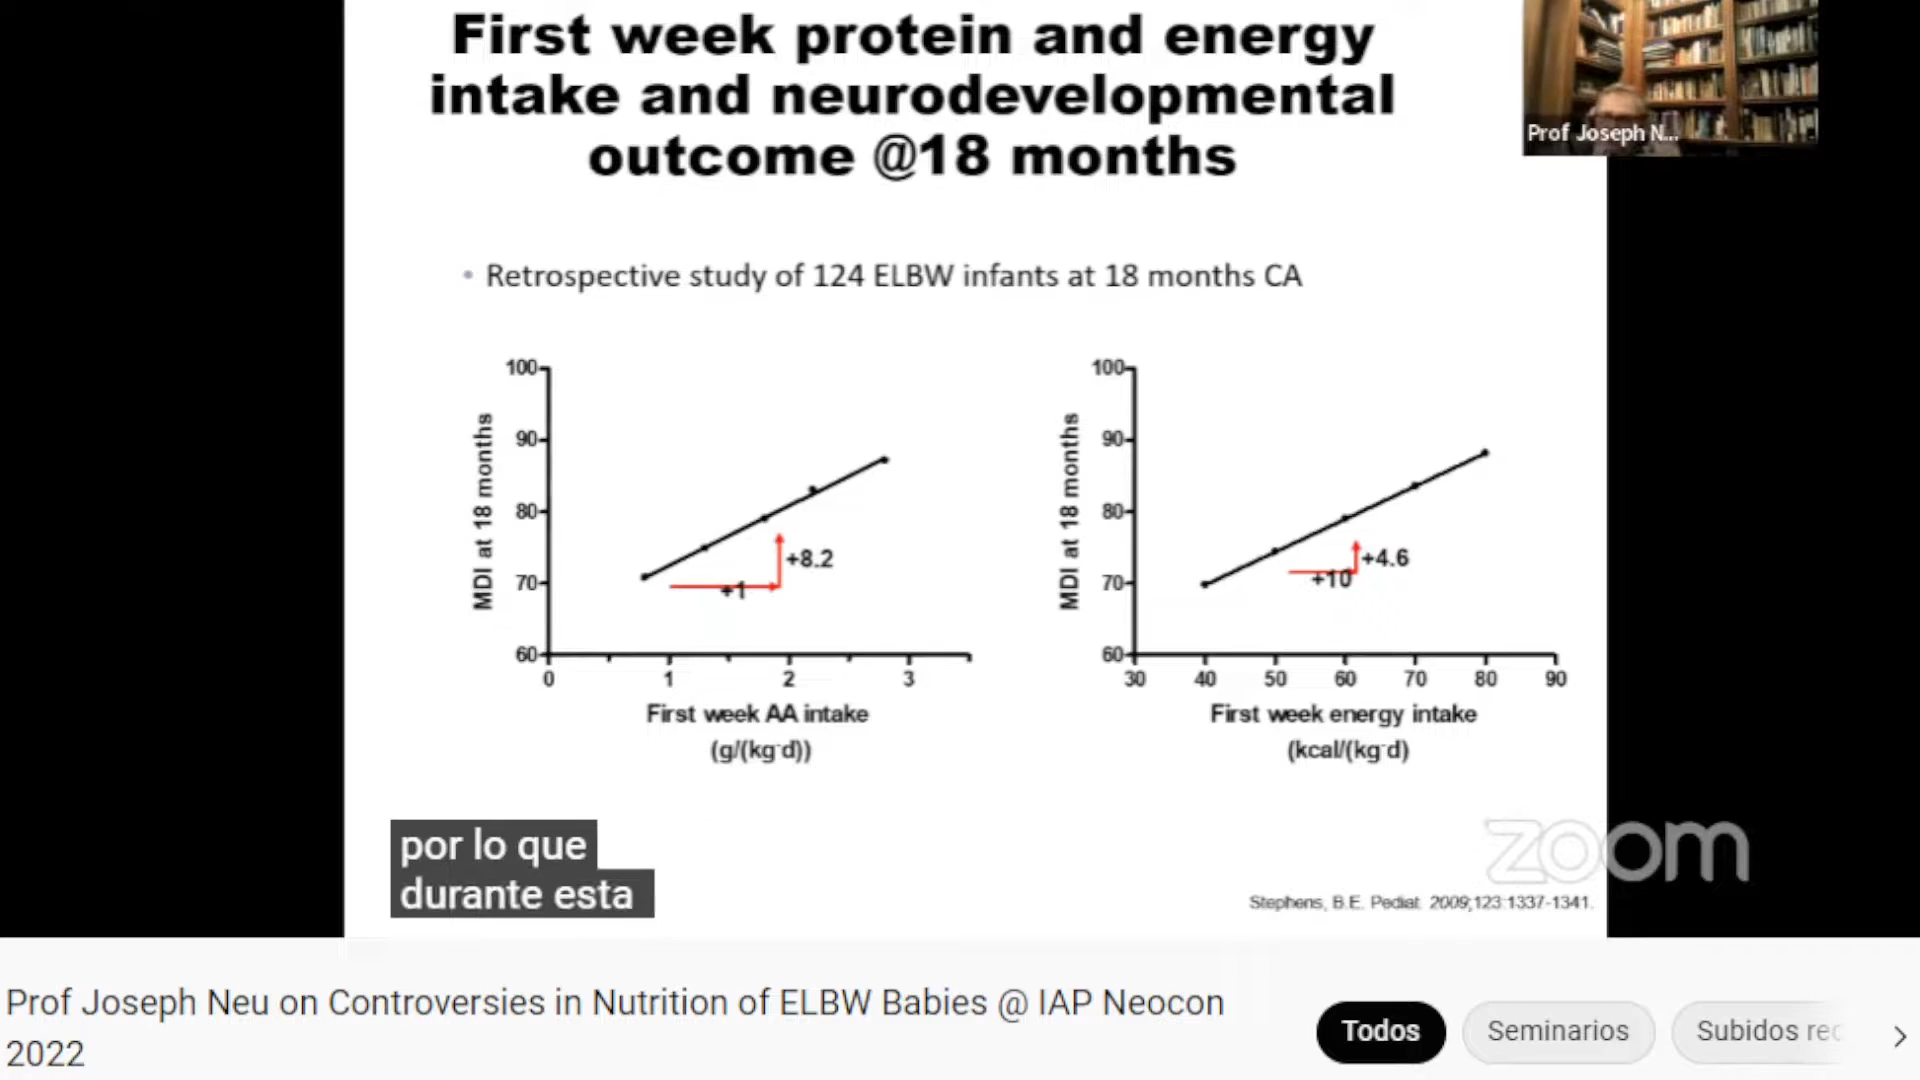 First week protein and energy
intake and neurodevelopmental
outcome @18 months
Prof Joseph N...
• Retrospective study of 124 ELBW infants at 18 months CA
MDI at 18 months
100
90
80
70
60
+8.2
+1
0 1 2 3
First week AA intake
(g/(kg·d))
MDI at 18 months
100
90
80
70
60
+4.6
+10
30 40 50 60 70 80 90
First week energy intake
(kcal/(kg·d)
por lo que
durante esta
zoom
Stephens, B.E. Pediat. 2009;123:1337-1341.
Prof Joseph Neu on Controversies in Nutrition of ELBW Babies @ IAP Neocon
2022
Todos
Seminarios
Subidos rec